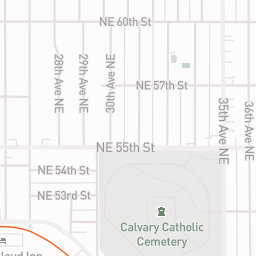 NE 60th St
28th Ave NE
29th Ave NE
30th Ave NE
NE 57th St
35th Ave NE
36th Ave NE
NE 55th St
NE 54th St
NE 53rd St
Calvary Catholic
Cemetery
Inn